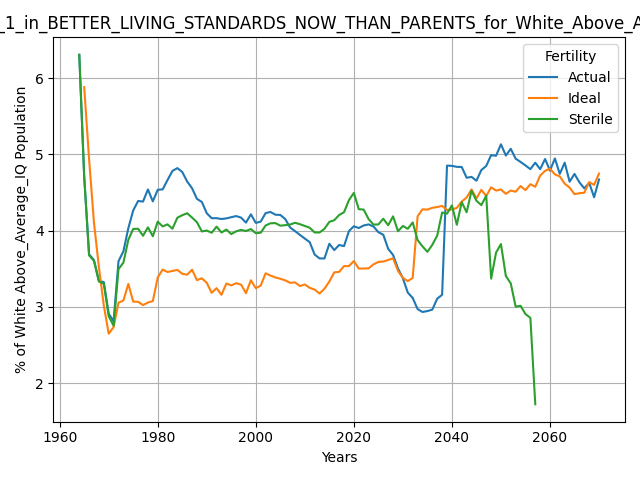 _1_in_BETTER_LIVING_STANDARDS_NOW_THAN_PARENTS_for_White_Above_A
% of White Above_Average_IQ Population
6
5
4
3
2
Fertility
Actual
Ideal
Sterile
1960
1980
2000
2020
2040
2060
Years